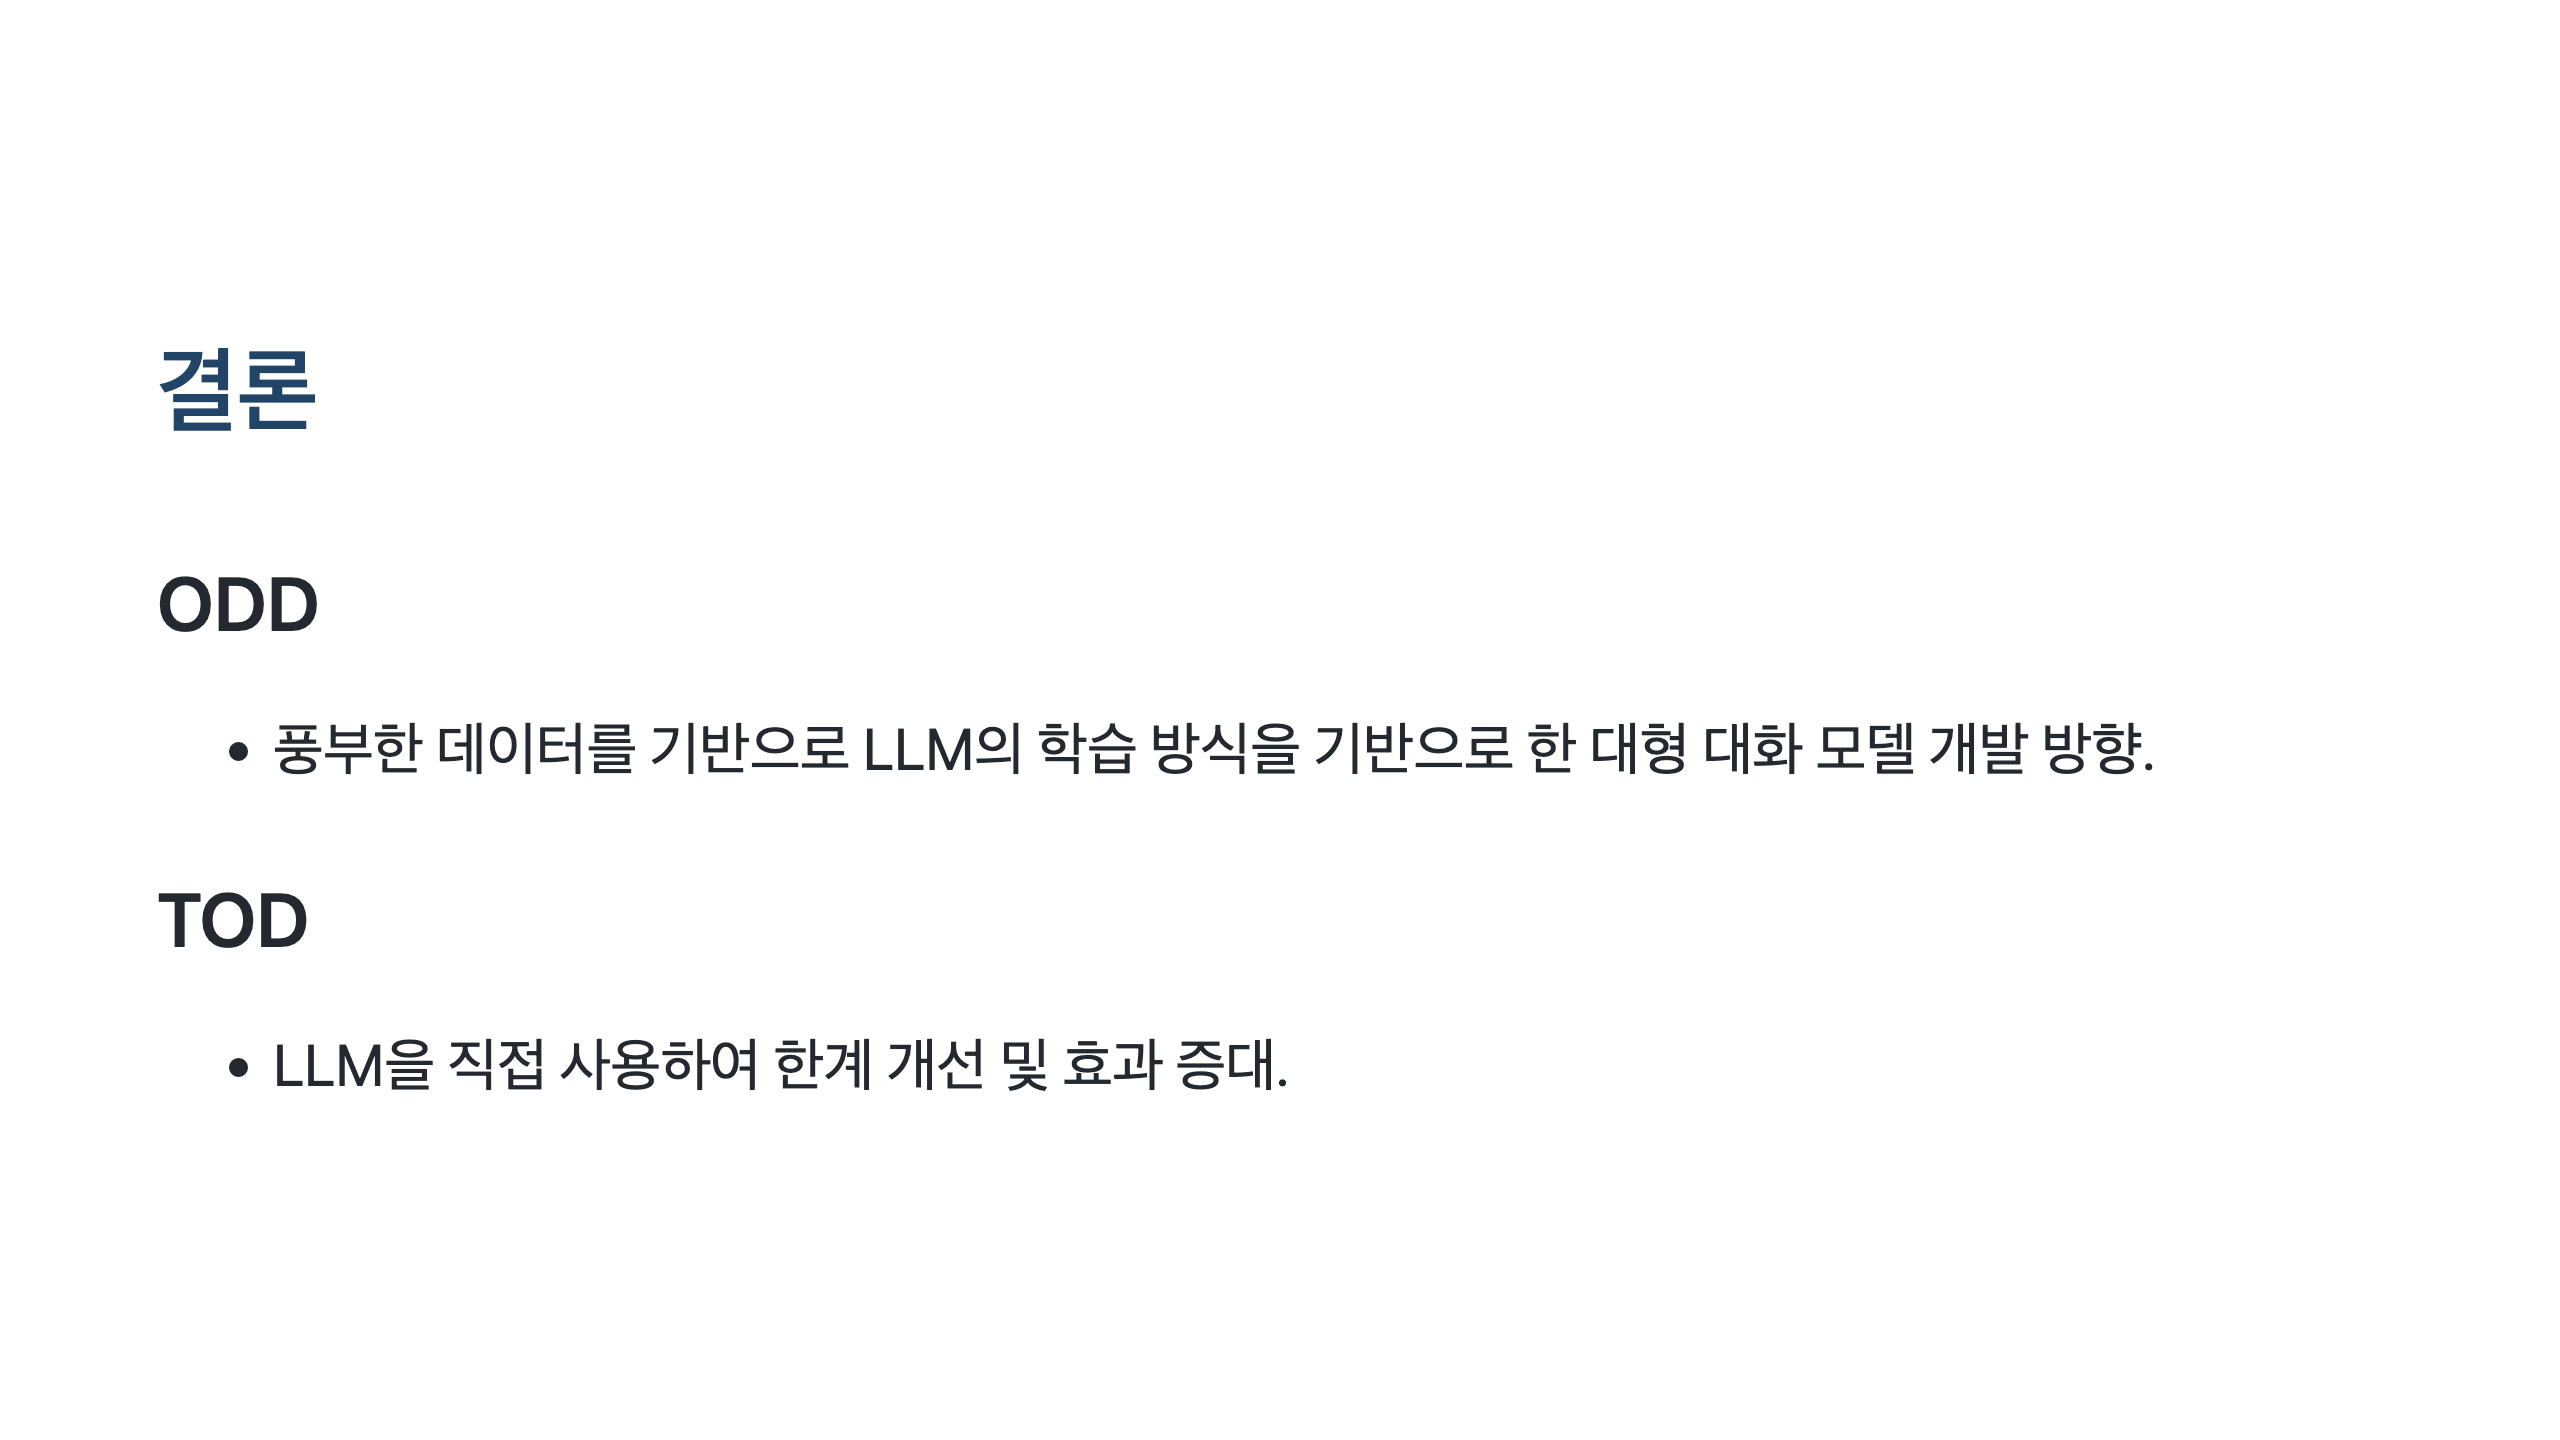 결론
ODD
• 풍부한 데이터를 기반으로 LLM의 학습 방식을 기반으로 한 대형 대화 모델 개발 방향.
TOD
• LLM을 직접 사용하여 한계 개선 및 효과 증대.